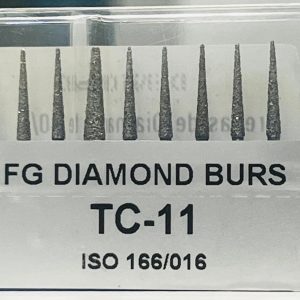 FG DIAMOND BURS
TC-11
ISO 166/016